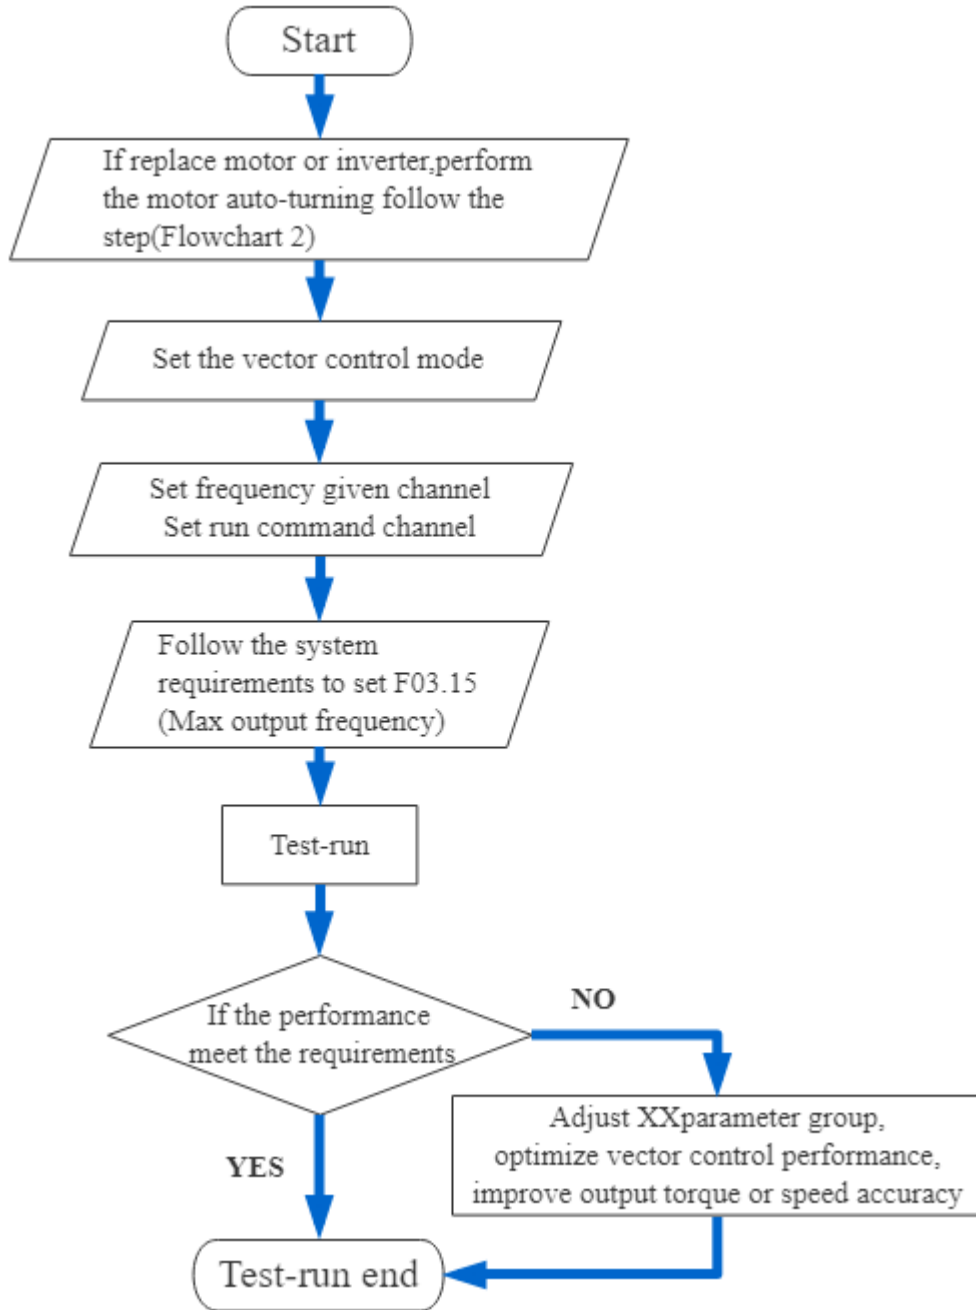 Start
If replace motor or inverter,perform
the motor auto-turning follow the
step(Flowchart 2)
Set the vector control mode
Set frequency given channel
Set run command channel
Follow the system
requirements to set F03.15
(Max output frequency)
Test-run
If the performance
meet the requirements
NO
Adjust XXparameter group,
optimize vector control performance,
improve output torque or speed accuracy
YES
Test-run end